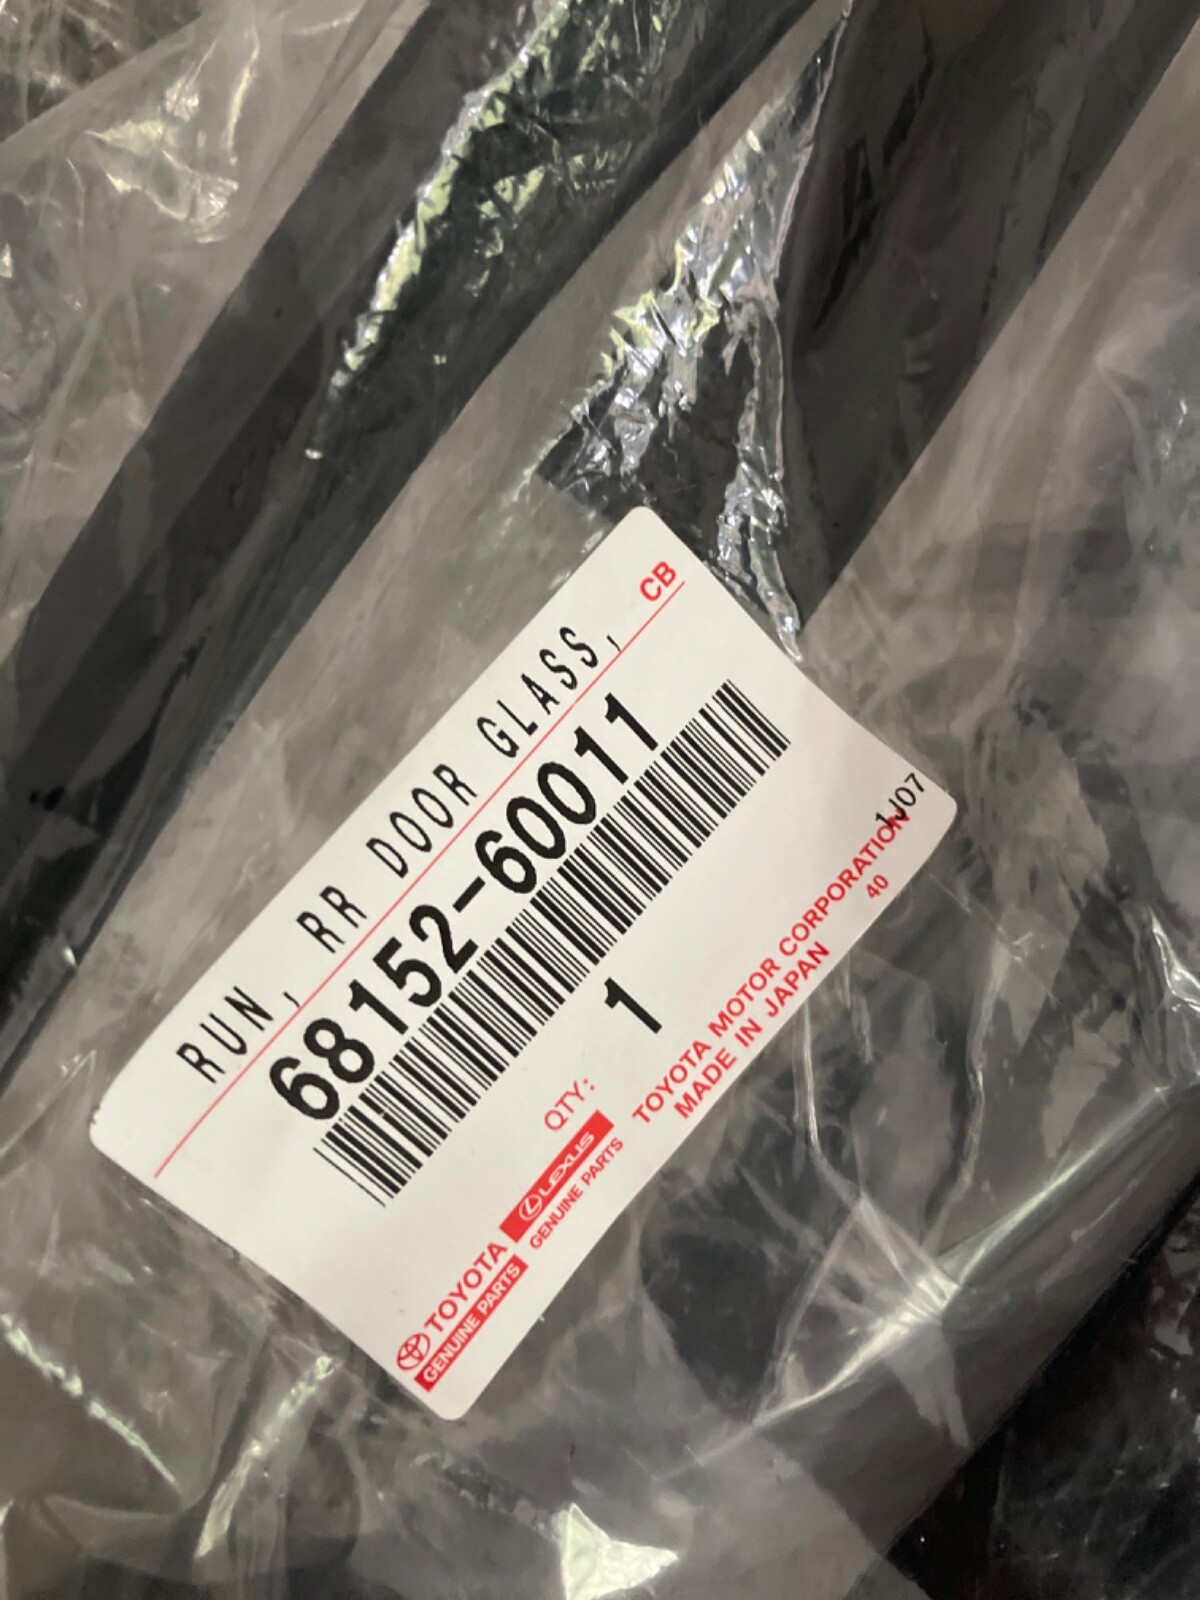 CB
RUN, RR DOOR GLASS,
68152-60011
QTY: 1
TOYOTA
GENUINE PARTS
LEXUS
GENUINE PARTS
TOYOTA MOTOR CORPORATION
MADE IN JAPAN
40
1J07